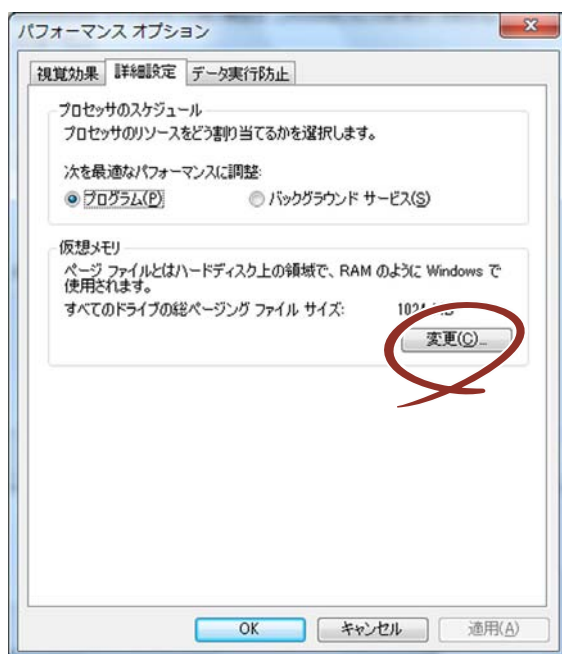 パフォーマンス オプション
視覚効果 詳細設定 データ実行防止
プロセッサのスケジュール
プロセッサのリソースをどう割り当てるかを選択します。
次を最適なパフォーマンスに調整:
プログラム(P) バックグラウンド サービス(S)
仮想メモリ
ページ ファイルとはハードディスク上の領域で、RAM のように Windows で
使用されます。
すべてのドライブの総ページング ファイル サイズ: 1024
変更(C)...
OK キャンセル 適用(A)